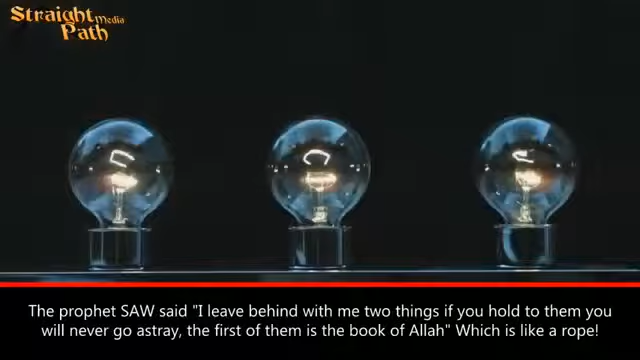 Straight Media
Path
The prophet SAW said "I leave behind with me two things if you hold to them you
will never go astray, the first of them is the book of Allah" Which is like a rope!